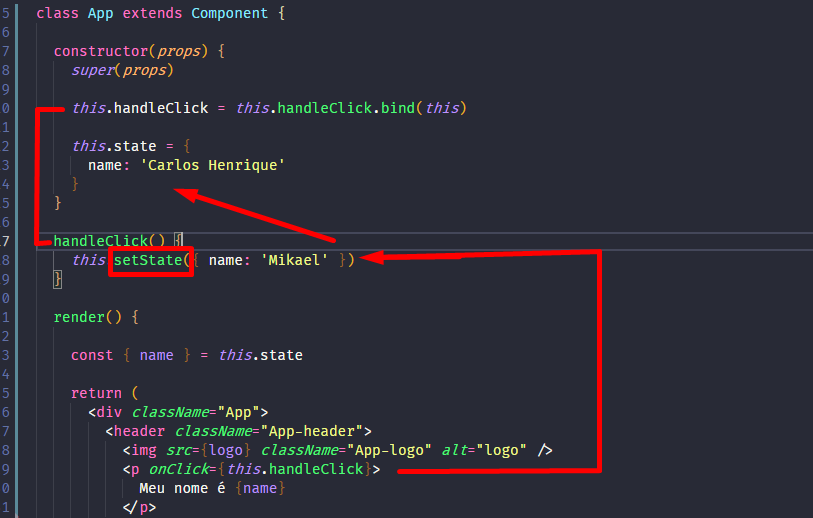 5 class App extends Component {
6
7 constructor(props) {
8 super(props)
9
0 this.handleClick = this.handleClick.bind(this)
1
2 this.state = {
3 name: 'Carlos Henrique'
4 }
5 }
6
7 handleClick() {
8 this setState({ name: 'Mikael' })
9 }
0
1 render() {
2
3 const { name } = this.state
4
5 return (
6 <div className="App">
7 <header className="App-header">
8 <img src={logo} className="App-logo" alt="logo" />
9 <p onClick={this.handleClick}>
0 Meu nome é {name}
1 </p>